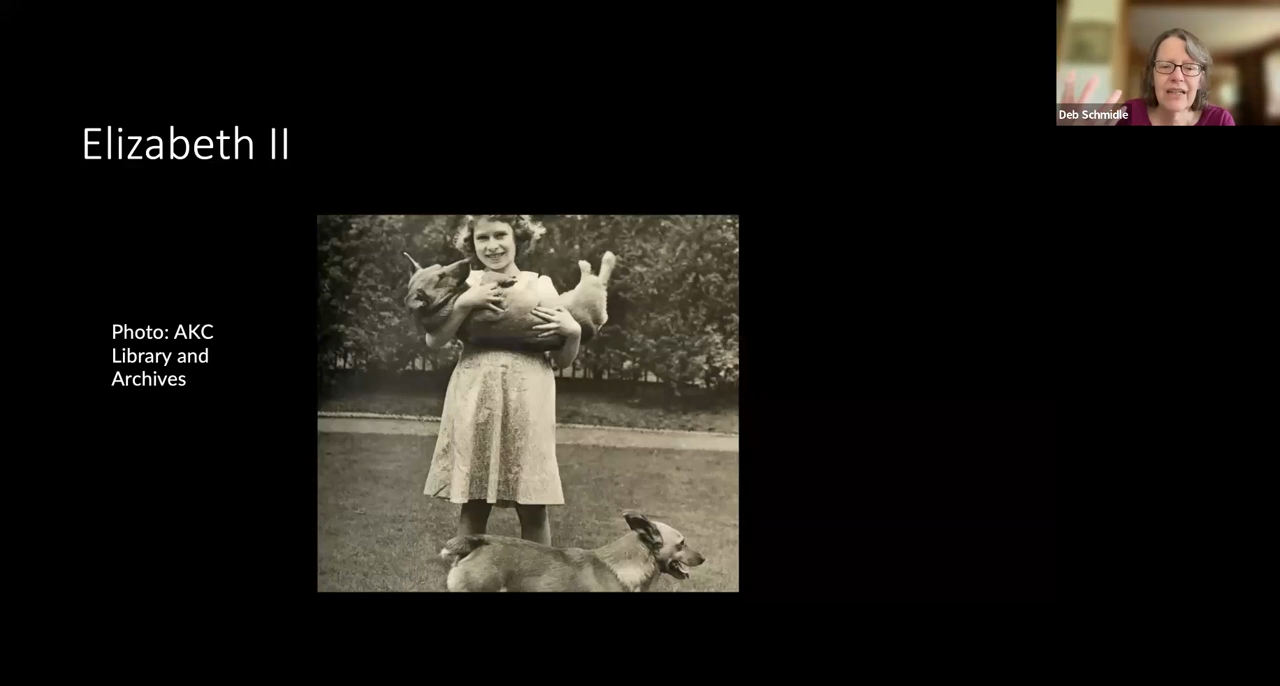 Deb Schmidle
Elizabeth II
Photo: AKC
Library and
Archives